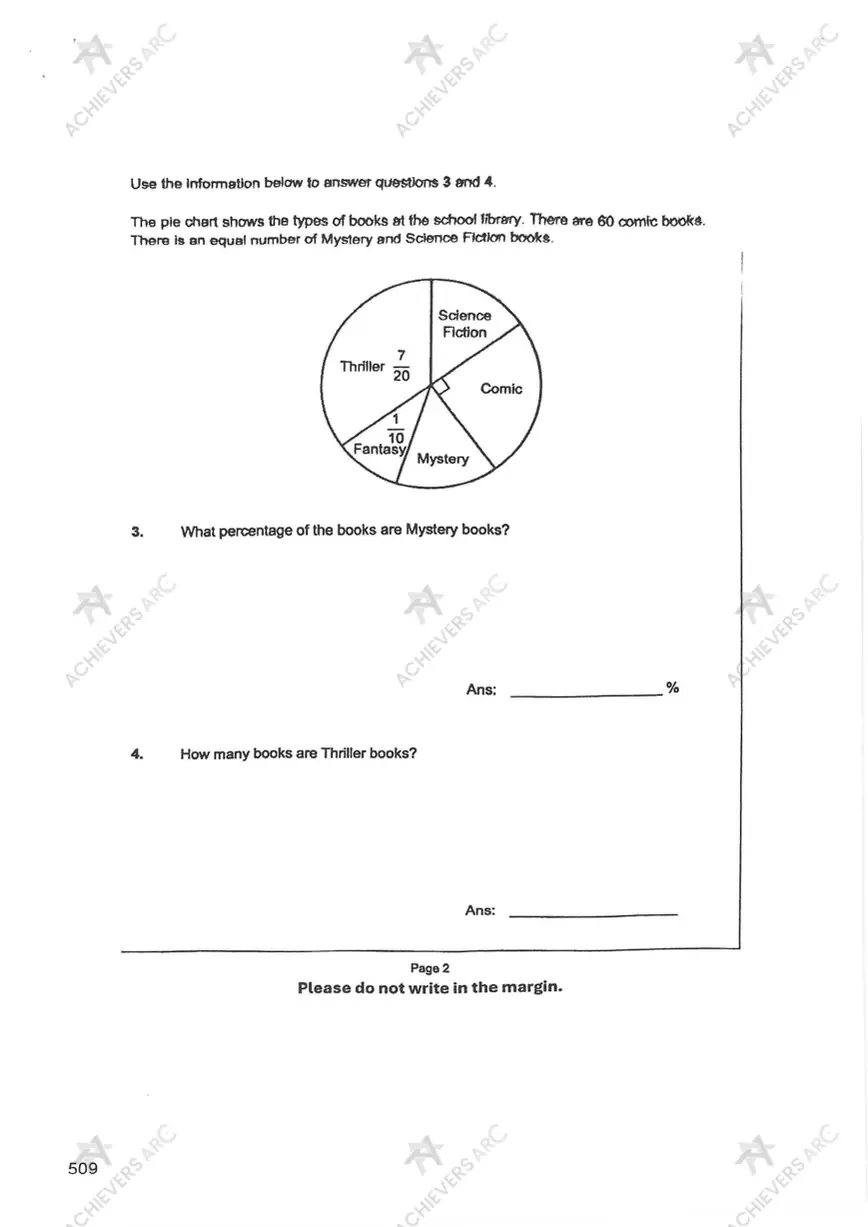 ACHIEVERS ARC
ACHIEVERS ARC
ACHIEVERS ARC
Use the information below to answer questions 3 and 4.
The pie chart shows the types of books at the school library. There are 60 comic books.
There is an equal number of Mystery and Science Fiction books.
Science
Fiction
Thriller 7/20
Comic
1/10
Fantasy
Mystery
3. What percentage of the books are Mystery books?
ACHIEVERS ARC
ACHIEVERS ARC
ACHIEVERS ARC
Ans: ________________ %
4. How many books are Thriller books?
Ans: ________________
Page 2
Please do not write in the margin.
509
ACHIEVERS ARC
ACHIEVERS ARC
ACHIEVERS ARC